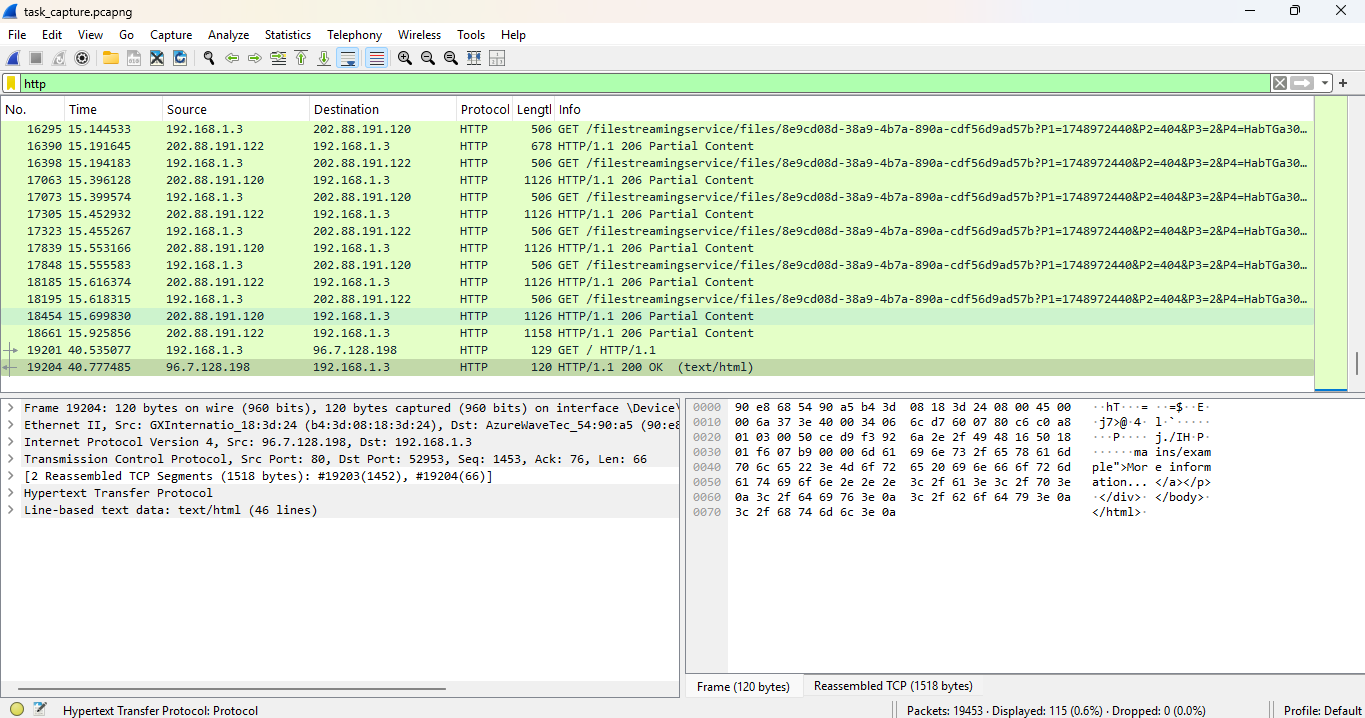 task_capture.pcapng
File Edit View Go Capture Analyze Statistics Telephony Wireless Tools Help
http
No. Time Source Destination Protocol Lengtl Info
16295 15.144533 192.168.1.3 202.88.191.120 HTTP 506 GET /filestreamingservice/files/8e9cd08d-38a9-4b7a-890a-cdf56d9ad57b?P1=1748972440&P2=404&P3=2&P4=HabTGa30…
16390 15.191645 202.88.191.122 192.168.1.3 HTTP 678 HTTP/1.1 206 Partial Content
16398 15.194183 192.168.1.3 202.88.191.122 HTTP 506 GET /filestreamingservice/files/8e9cd08d-38a9-4b7a-890a-cdf56d9ad57b?P1=1748972440&P2=404&P3=2&P4=HabTGa30…
17063 15.396128 202.88.191.120 192.168.1.3 HTTP 1126 HTTP/1.1 206 Partial Content
17073 15.399574 192.168.1.3 202.88.191.120 HTTP 506 GET /filestreamingservice/files/8e9cd08d-38a9-4b7a-890a-cdf56d9ad57b?P1=1748972440&P2=404&P3=2&P4=HabTGa30…
17305 15.452932 202.88.191.122 192.168.1.3 HTTP 1126 HTTP/1.1 206 Partial Content
17323 15.455267 192.168.1.3 202.88.191.122 HTTP 506 GET /filestreamingservice/files/8e9cd08d-38a9-4b7a-890a-cdf56d9ad57b?P1=1748972440&P2=404&P3=2&P4=HabTGa30…
17839 15.553166 202.88.191.120 192.168.1.3 HTTP 1126 HTTP/1.1 206 Partial Content
17848 15.555583 192.168.1.3 202.88.191.120 HTTP 506 GET /filestreamingservice/files/8e9cd08d-38a9-4b7a-890a-cdf56d9ad57b?P1=1748972440&P2=404&P3=2&P4=HabTGa30…
18185 15.616374 202.88.191.122 192.168.1.3 HTTP 1126 HTTP/1.1 206 Partial Content
18195 15.618315 192.168.1.3 202.88.191.122 HTTP 506 GET /filestreamingservice/files/8e9cd08d-38a9-4b7a-890a-cdf56d9ad57b?P1=1748972440&P2=404&P3=2&P4=HabTGa30…
18454 15.699830 202.88.191.120 192.168.1.3 HTTP 1126 HTTP/1.1 206 Partial Content
18661 15.925856 202.88.191.122 192.168.1.3 HTTP 1158 HTTP/1.1 206 Partial Content
19201 40.535077 192.168.1.3 96.7.128.198 HTTP 129 GET / HTTP/1.1
19204 40.777485 96.7.128.198 192.168.1.3 HTTP 120 HTTP/1.1 200 OK (text/html)
Frame 19204: 120 bytes on wire (960 bits), 120 bytes captured (960 bits) on interface \Device\
Ethernet II, Src: GXInternatio_18:3d:24 (b4:3d:08:18:3d:24), Dst: AzureWaveTec_54:90:a5 (90:e8
Internet Protocol Version 4, Src: 96.7.128.198, Dst: 192.168.1.3
Transmission Control Protocol, Src Port: 80, Dst Port: 52953, Seq: 1453, Ack: 76, Len: 66
[2 Reassembled TCP Segments (1518 bytes): #19203(1452), #19204(66)]
Hypertext Transfer Protocol
Line-based text data: text/html (46 lines)
0000 90 e8 68 54 90 a5 b4 3d 08 18 3d 24 08 00 45 00 ··hT···= ··=$··E·
0010 00 6a 37 3e 40 00 34 06 6c d7 60 07 80 c6 c0 a8 ·j7>@·4· l·`·····
0020 01 03 00 50 ce d9 f3 92 6a 2e 2f 49 48 16 50 18 ···P···· j./IH·P·
0030 01 f6 07 b9 00 00 6d 61 69 6e 73 2f 65 78 61 6d ······ma ins/exam
0040 70 6c 65 22 3e 4d 6f 72 65 20 69 6e 66 6f 72 6d ple">Mor e inform
0050 61 74 69 6f 6e 2e 2e 2e 3c 2f 61 3e 3c 2f 70 3e ation... </a></p>
0060 0a 3c 2f 64 69 76 3e 0a 3c 2f 62 6f 64 79 3e 0a ·</div>· </body>·
0070 3c 2f 68 74 6d 6c 3e 0a </html>·
Frame (120 bytes) Reassembled TCP (1518 bytes)
Hypertext Transfer Protocol: Protocol
Packets: 19453 · Displayed: 115 (0.6%) · Dropped: 0 (0.0%)
Profile: Default